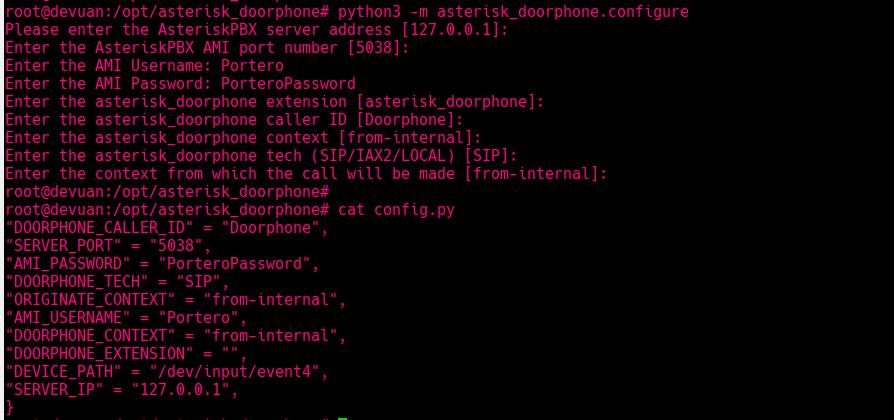 root@devuan:/opt/asterisk_doorphone# python3 -m asterisk_doorphone.configure
Please enter the AsteriskPBX server address [127.0.0.1]:
Enter the AsteriskPBX AMI port number [5038]:
Enter the AMI Username: Portero
Enter the AMI Password: PorteroPassword
Enter the asterisk_doorphone extension [asterisk_doorphone]:
Enter the asterisk_doorphone caller ID [Doorphone]:
Enter the asterisk_doorphone context [from-internal]:
Enter the asterisk_doorphone tech (SIP/IAX2/LOCAL) [SIP]:
Enter the context from which the call will be made [from-internal]:
root@devuan:/opt/asterisk_doorphone#
root@devuan:/opt/asterisk_doorphone# cat config.py
"DOORPHONE_CALLER_ID" = "Doorphone",
"SERVER_PORT" = "5038",
"AMI_PASSWORD" = "PorteroPassword",
"DOORPHONE_TECH" = "SIP",
"ORIGINATE_CONTEXT" = "from-internal",
"AMI_USERNAME" = "Portero",
"DOORPHONE_CONTEXT" = "from-internal",
"DOORPHONE_EXTENSION" = "",
"DEVICE_PATH" = "/dev/input/event4",
"SERVER_IP" = "127.0.0.1",
}